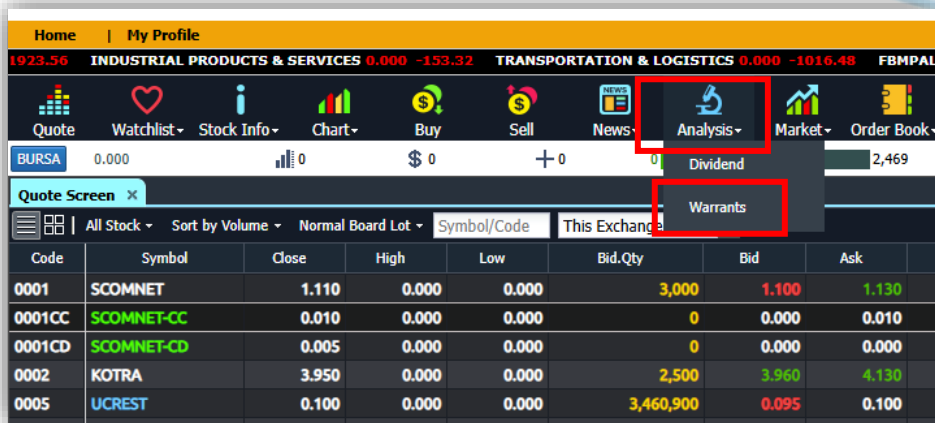 Home | My Profile
1923.56 INDUSTRIAL PRODUCTS & SERVICES 0.000 -153.32 TRANSPORTATION & LOGISTICS 0.000 -1016.48 FBMPAL
NEWS
Quote Watchlist Stock Info Chart Buy Sell News Analysis Market Order Book
BURSA 0.000 0 $ 0 + 0 0 2,469
Dividend
Warrants
Quote Screen ×
All Stock Sort by Volume Normal Board Lot Symbol/Code This Exchange
Code Symbol Close High Low Bid.Qty Bid Ask
0001 SCOMNET 1.110 0.000 0.000 3,000 1.100 1.130
0001CC SCOMNET-CC 0.010 0.000 0.000 0 0.000 0.010
0001CD SCOMNET-CD 0.005 0.000 0.000 0 0.000 0.000
0002 KOTRA 3.950 0.000 0.000 2,500 3.960 4.130
0005 UCREST 0.100 0.000 0.000 3,460,900 0.095 0.100